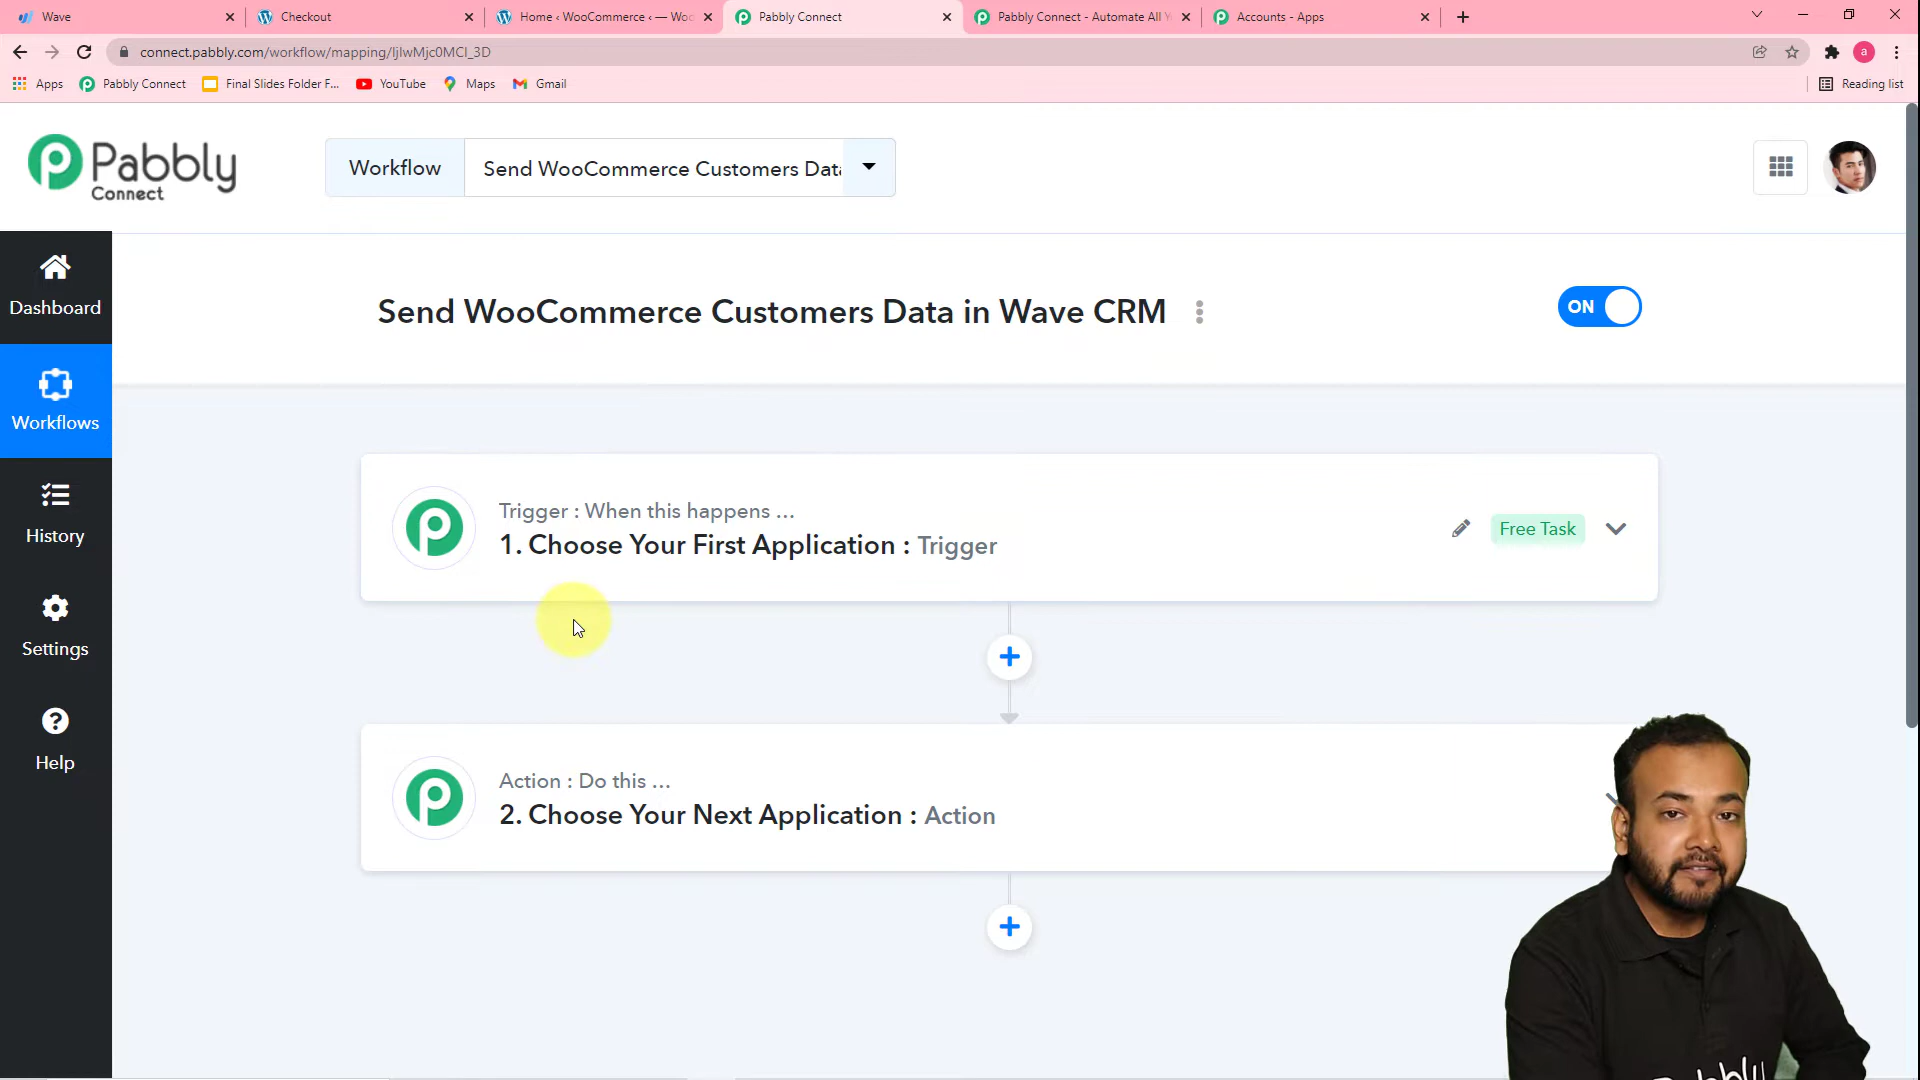 Wave
Checkout
Home ‹ WooCommerce ‹ — Woo
Pabbly Connect
Pabbly Connect - Automate All Y
Accounts - Apps
connect.pabbly.com/workflow/mapping/IjIwMjc0MCI_3D
a
Apps
Pabbly Connect
Final Slides Folder F...
YouTube
Maps
Gmail
Reading list
Pabbly
Connect
Workflow
Send WooCommerce Customers Data
Dashboard
Workflows
History
Settings
Help
Send WooCommerce Customers Data in Wave CRM
ON
Trigger : When this happens ...
1. Choose Your First Application : Trigger
Free Task
Action : Do this ...
2. Choose Your Next Application : Action
Pabbly